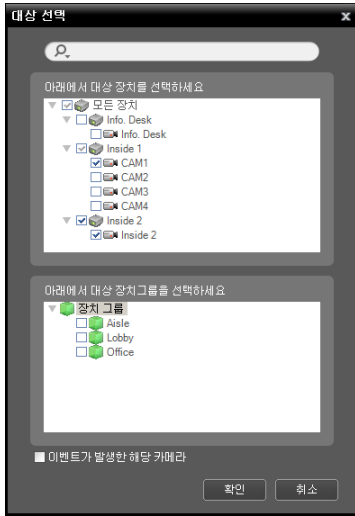 대상 선택
x
아래에서 대상 장치를 선택하세요
모든 장치
Info. Desk
Info. Desk
Inside 1
CAM1
CAM2
CAM3
CAM4
Inside 2
Inside 2
아래에서 대상 장치그룹을 선택하세요
장치 그룹
Aisle
Lobby
Office
이벤트가 발생한 해당 카메라
확인
취소